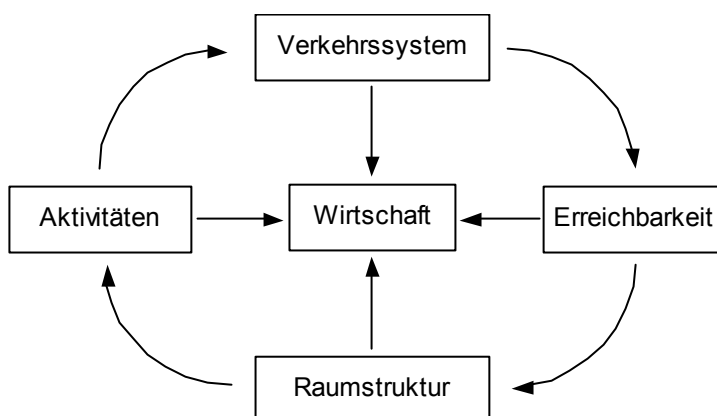 Verkehrssystem
Aktivitäten
Wirtschaft
Erreichbarkeit
Raumstruktur